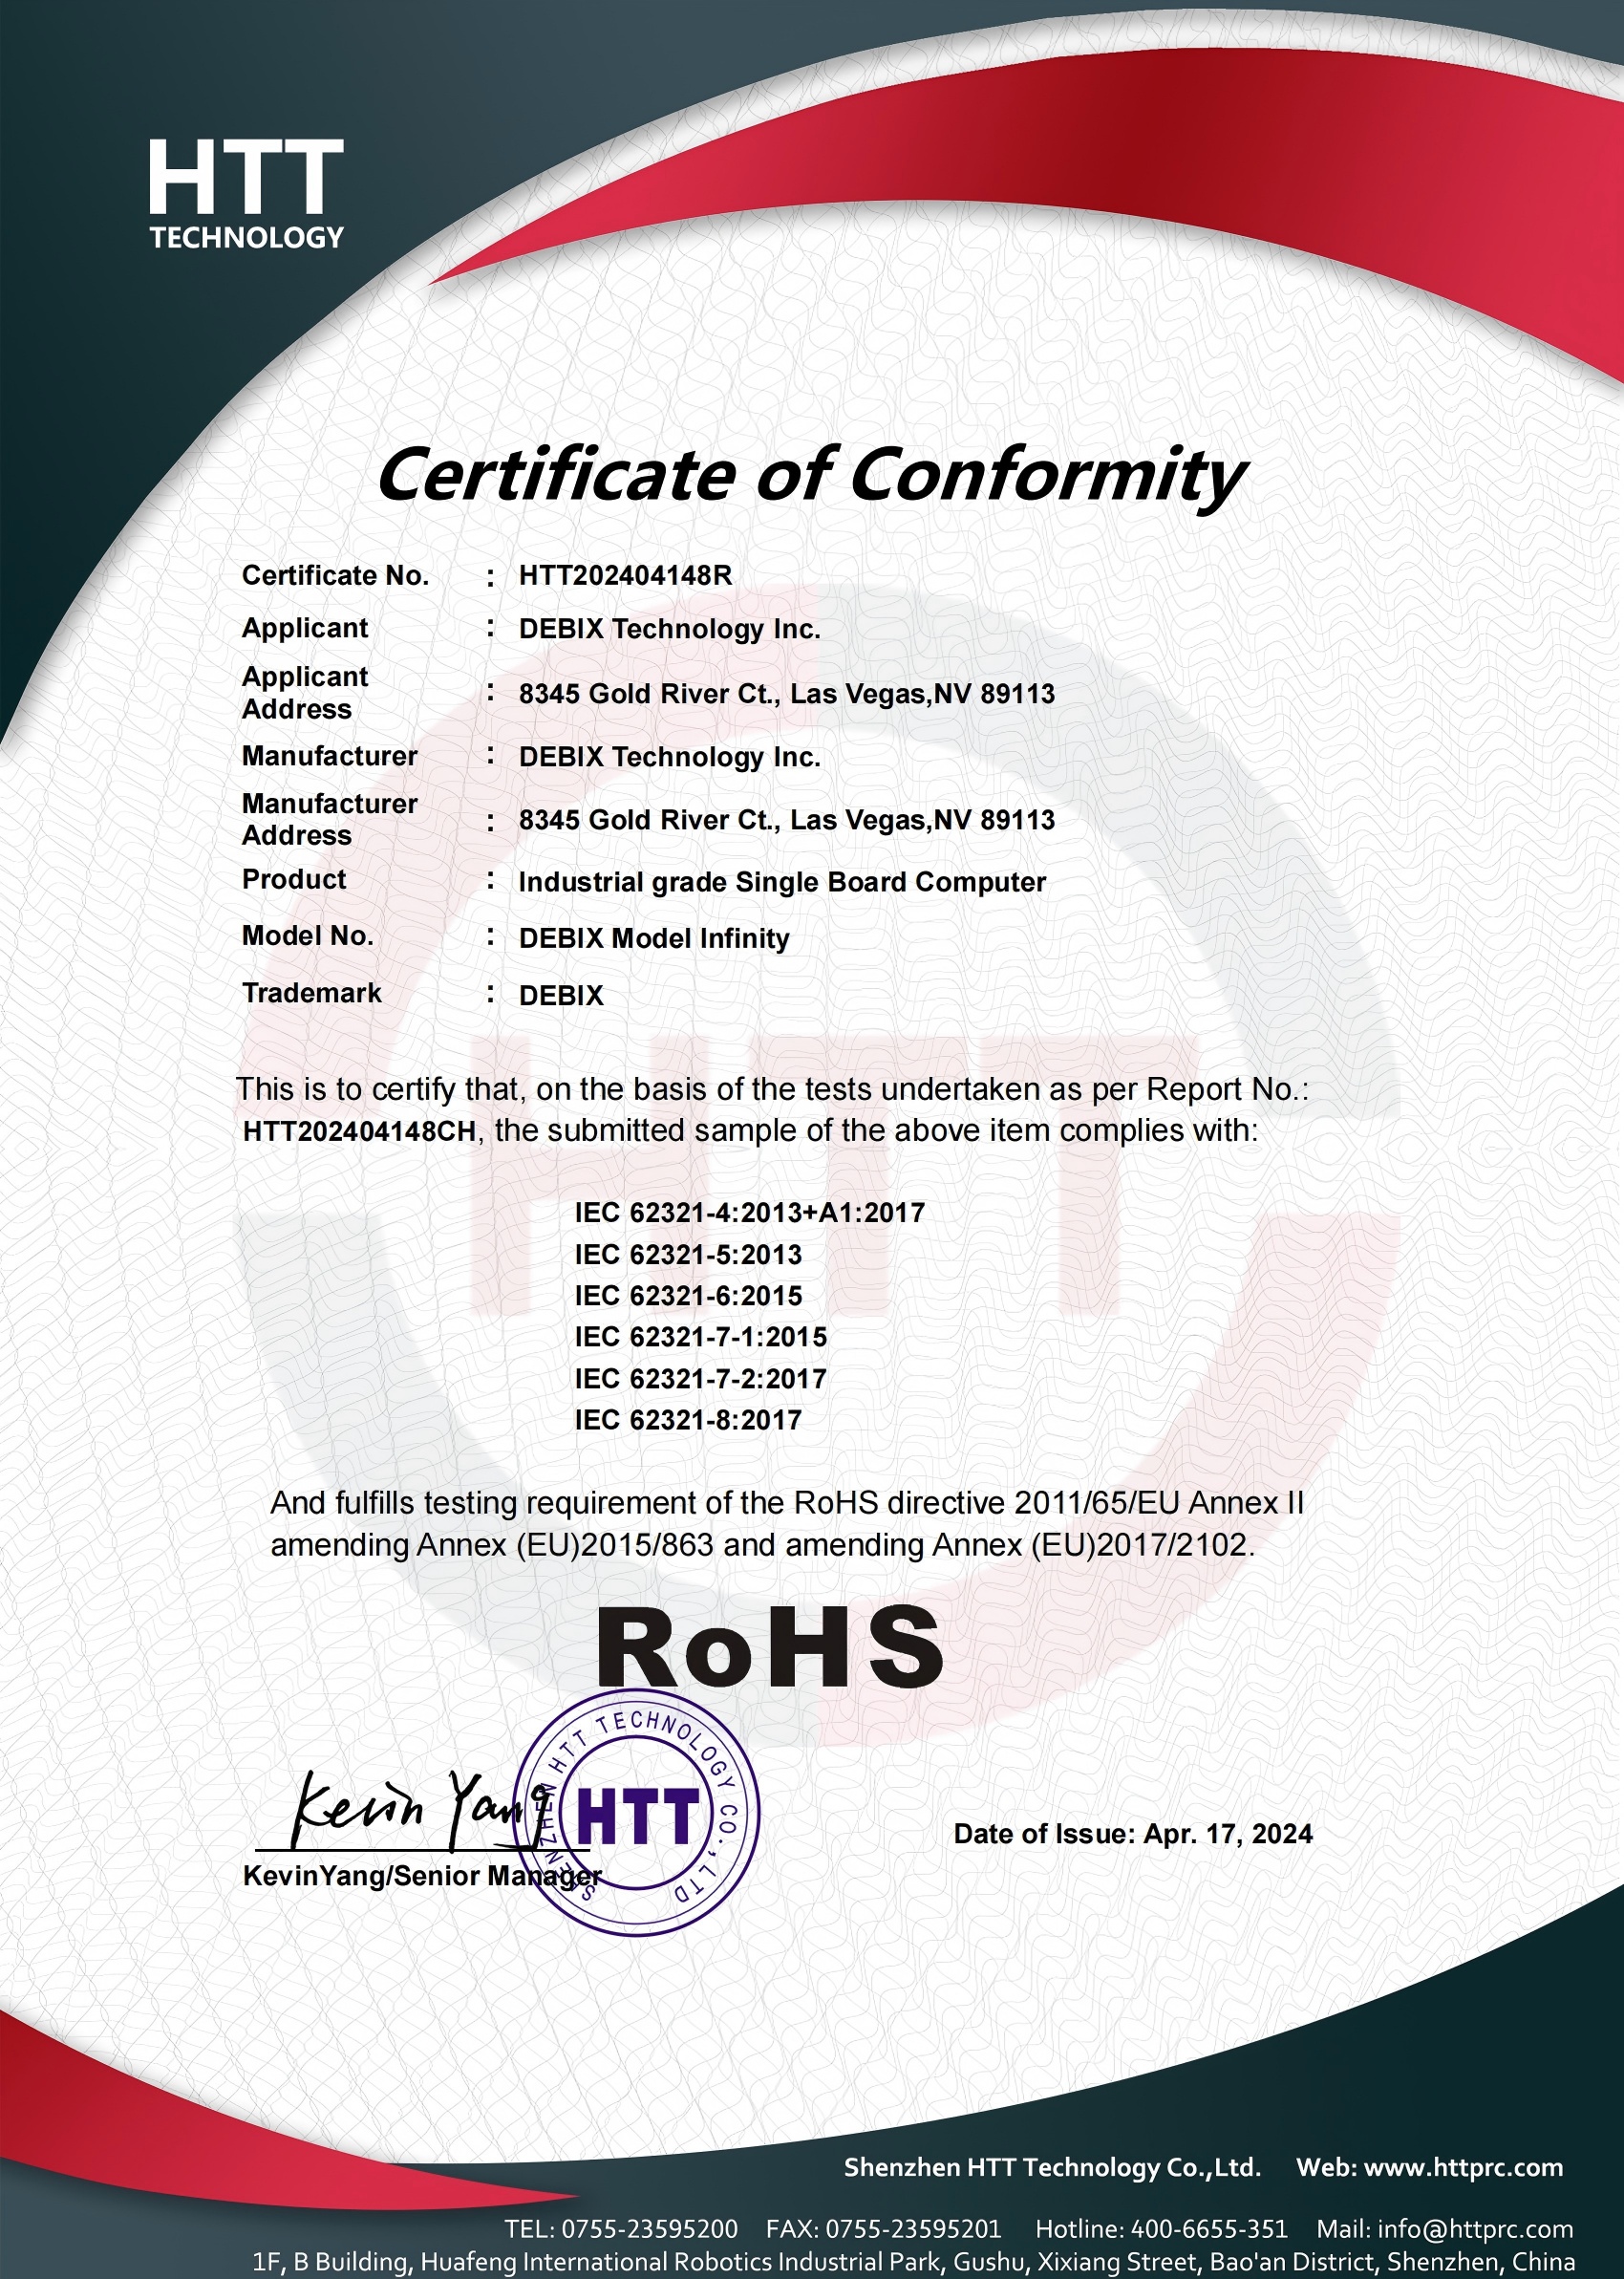 HTT
TECHNOLOGY
Certificate of Conformity
Certificate No. : HTT202404148R
Applicant : DEBIX Technology Inc.
Applicant
Address : 8345 Gold River Ct., Las Vegas,NV 89113
Manufacturer : DEBIX Technology Inc.
Manufacturer
Address : 8345 Gold River Ct., Las Vegas,NV 89113
Product : Industrial grade Single Board Computer
Model No. : DEBIX Model Infinity
Trademark : DEBIX
HTT
This is to certify that, on the basis of the tests undertaken as per Report No.:
HTT202404148CH, the submitted sample of the above item complies with:
IEC 62321-4:2013+A1:2017
IEC 62321-5:2013
IEC 62321-6:2015
IEC 62321-7-1:2015
IEC 62321-7-2:2017
IEC 62321-8:2017
And fulfills testing requirement of the RoHS directive 2011/65/EU Annex II
amending Annex (EU)2015/863 and amending Annex (EU)2017/2102.
RoHS
SHENZHEN HTT TECHNOLOGY CO., LTD
HTT
Kevin Yang
KevinYang/Senior Manager
Date of Issue: Apr. 17, 2024
Shenzhen HTT Technology Co.,Ltd. Web: www.httprc.com
TEL: 0755-23595200 FAX: 0755-23595201 Hotline: 400-6655-351 Mail: info@httprc.com
1F, B Building, Huafeng International Robotics Industrial Park, Gushu, Xixiang Street, Bao'an District, Shenzhen, China